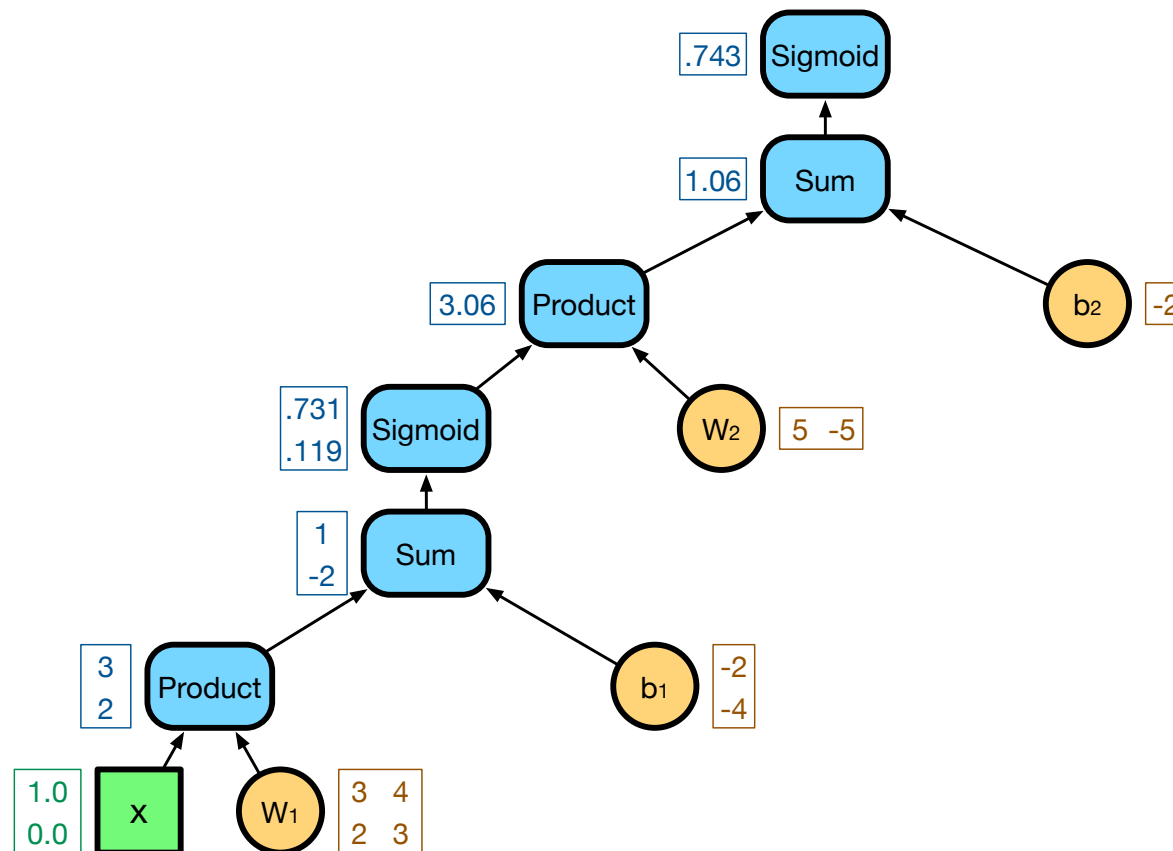 .743 Sigmoid
1.06 Sum
3.06 Product
b2 -2
.731
.119
Sigmoid
W2 5 -5
1
-2
Sum
3
2
Product
b1
-2
-4
1.0
0.0
x
W1
3 4
2 3